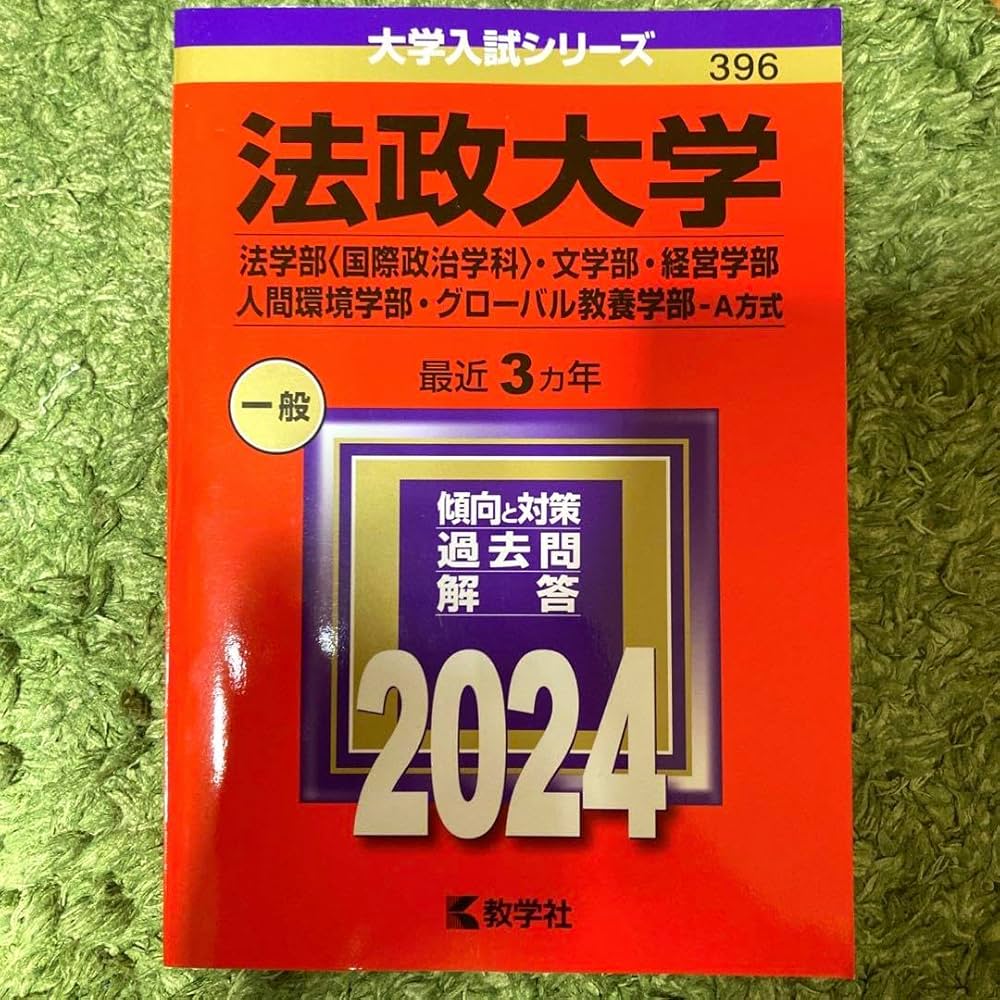 大学入試シリーズ
396
法政大学
法学部〈国際政治学科〉・文学部・経営学部
人間環境学部・グローバル教養学部-A方式
最近3カ年
一般
傾向と対策
過去問
解答
2024
教学社